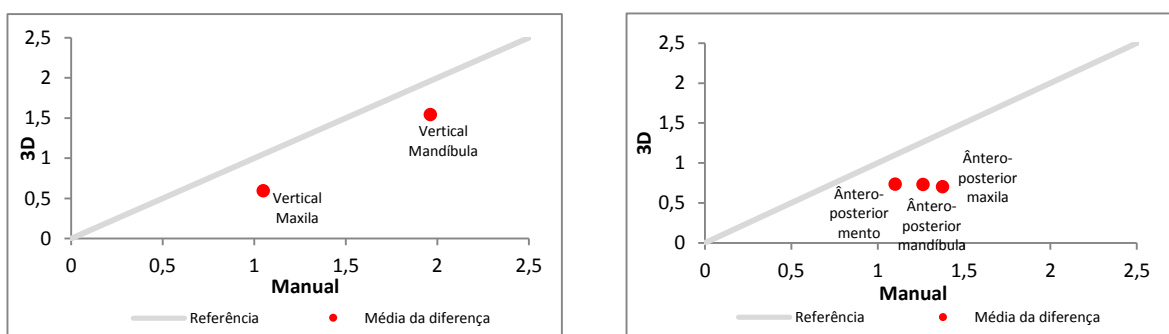 2,5
2
1,5
1
0,5
0
3D
Vertical
Mandíbula
Vertical
Maxila
0
0,5
1
1,5
2
2,5
Manual
Referência
Média da diferença
2,5
2
1,5
1
0,5
0
3D
Ântero-
posterior
maxila
Ântero-
posterior
mento
Ântero-
posterior
mandíbula
0
0,5
1
1,5
2
2,5
Manual
Referência
Média da diferença